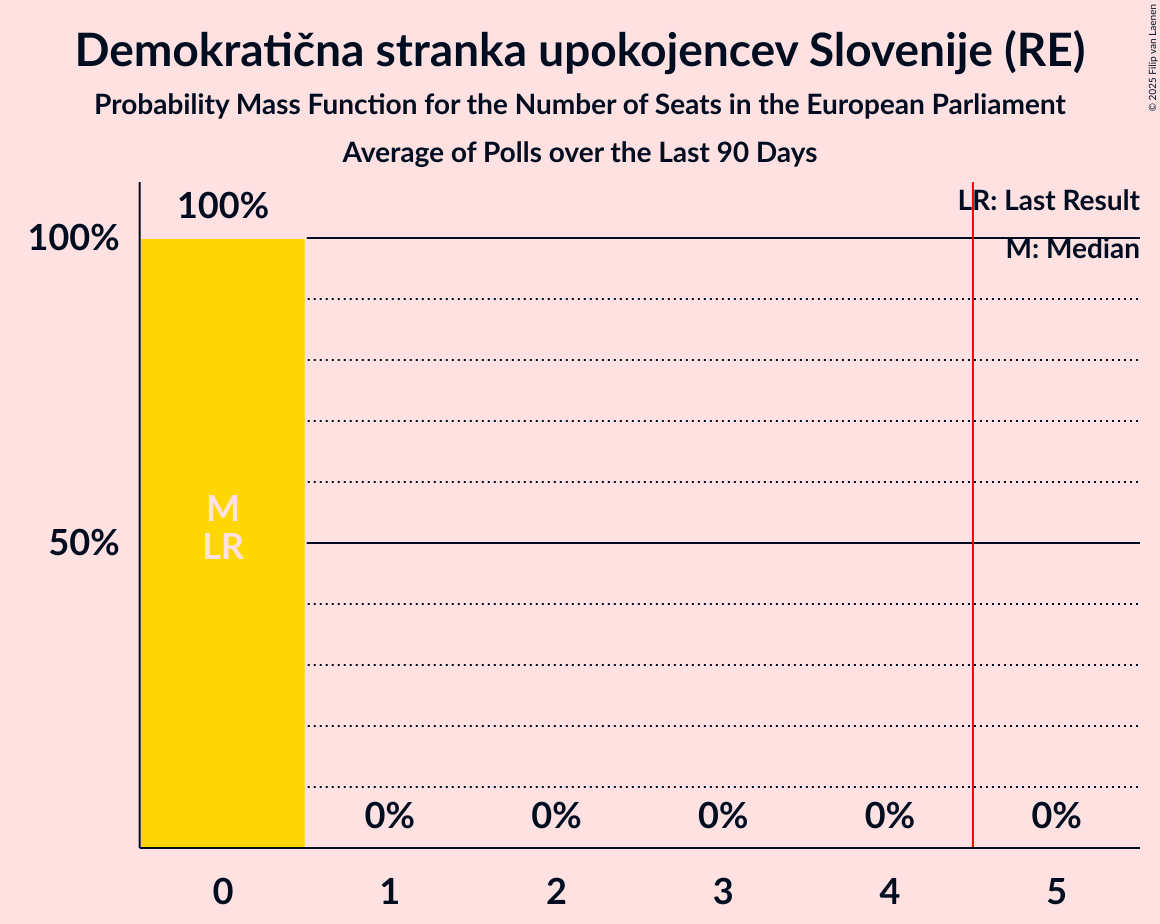 Demokratična stranka upokojencev Slovenije (RE)
Probability Mass Function for the Number of Seats in the European Parliament
Average of Polls over the Last 90 Days
© 2025 Filip van Laenen
LR: Last Result
M: Median
100%
100%
50%
M
LR
0%
0%
0%
0%
0%
0
1
2
3
4
5